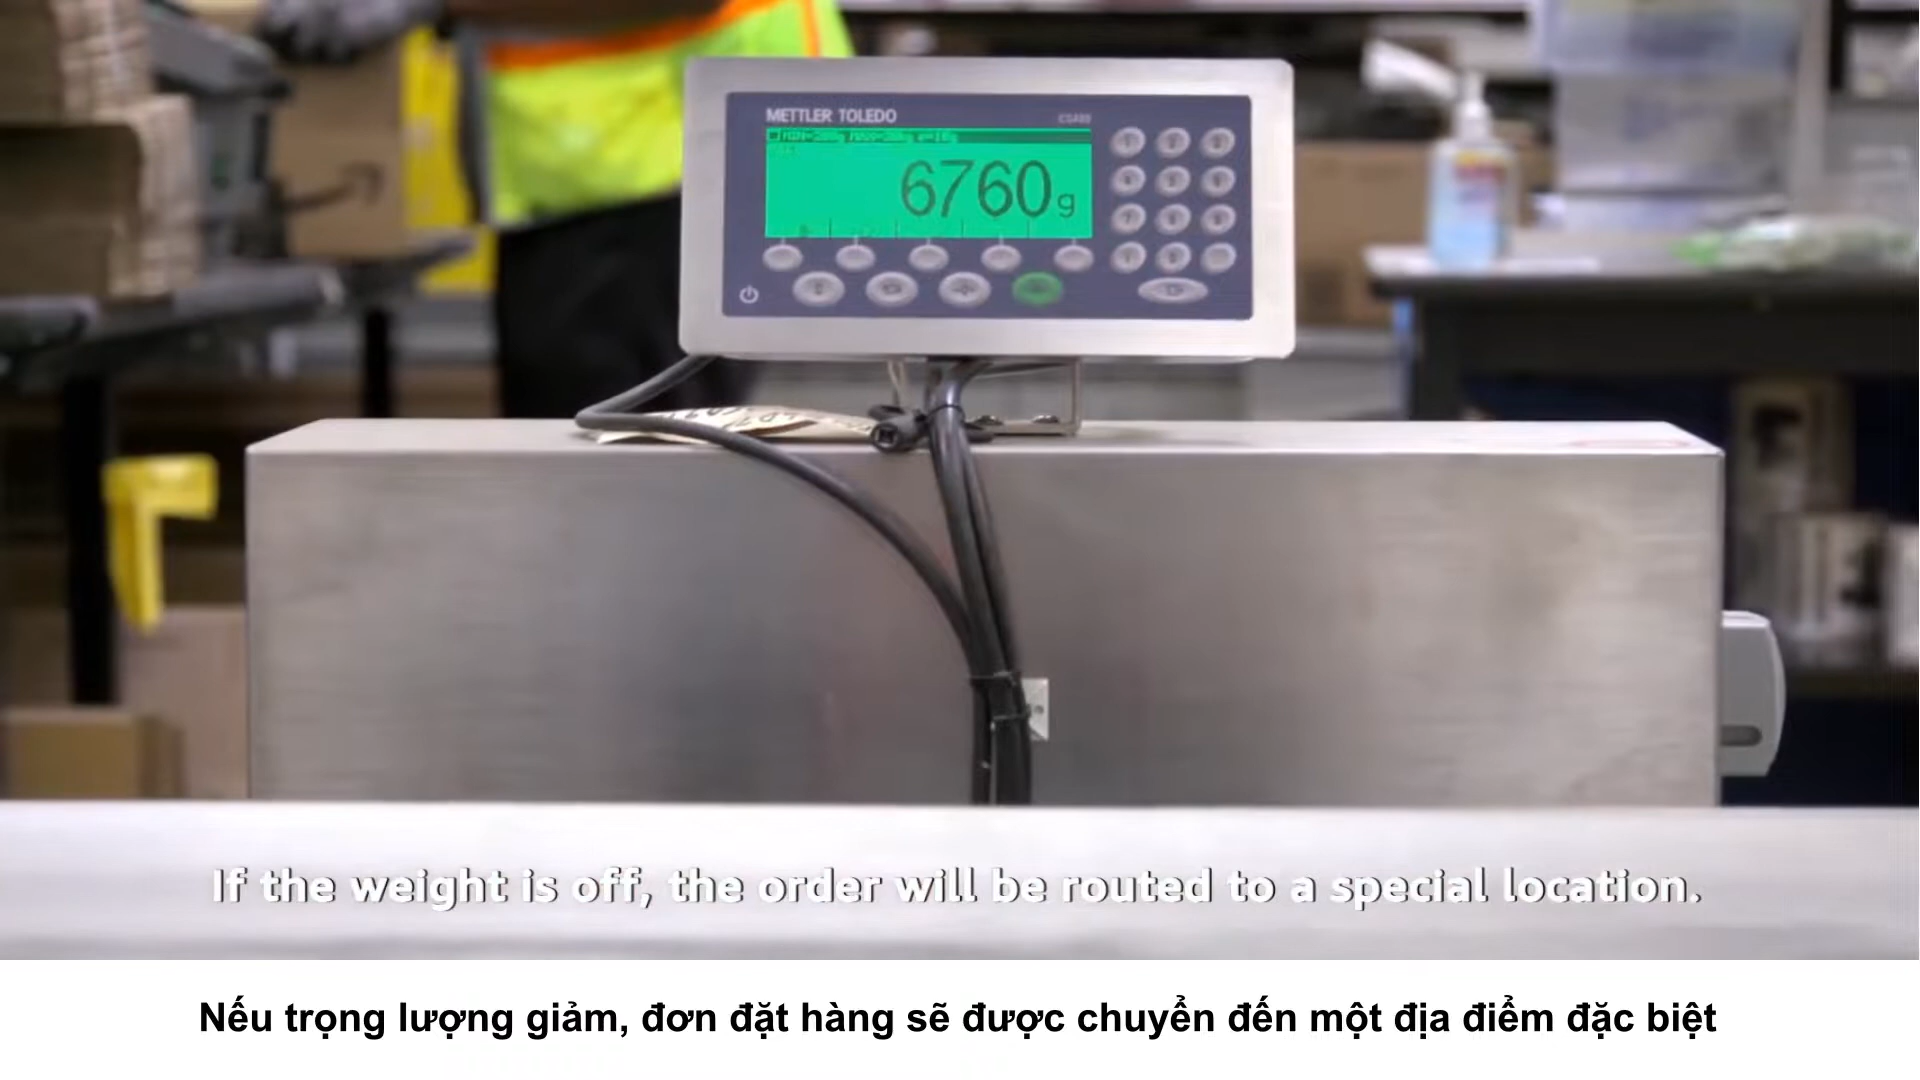 METTLER TOLEDO
6760 g
If the weight is off, the order will be routed to a special location.
Nếu trọng lượng giảm, đơn đặt hàng sẽ được chuyển đến một địa điểm đặc biệt